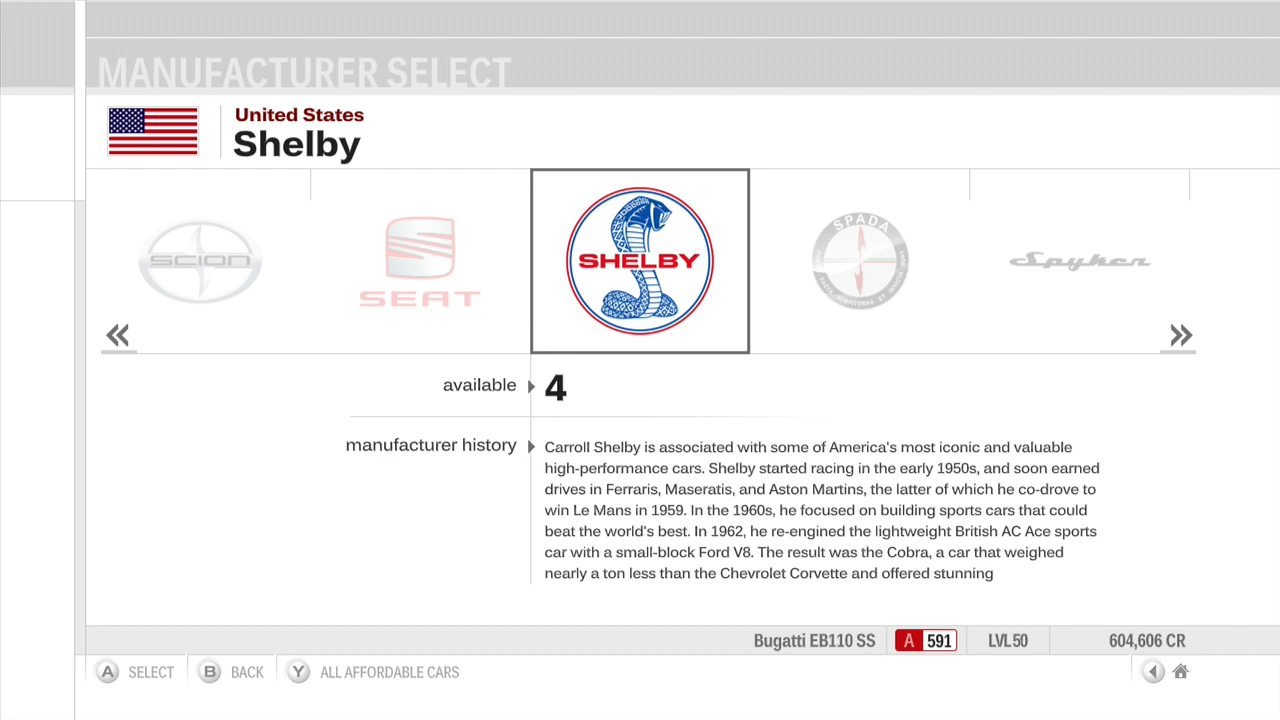 MANUFACTURER SELECT
United States
Shelby
SCION
SEAT
SHELBY
SPADA
Spyker
available
4
manufacturer history
Carroll Shelby is associated with some of America's most iconic and valuable
high-performance cars. Shelby started racing in the early 1950s, and soon earned
drives in Ferraris, Maseratis, and Aston Martins, the latter of which he co-drove to
win Le Mans in 1959. In the 1960s, he focused on building sports cars that could
beat the world's best. In 1962, he re-engined the lightweight British AC Ace sports
car with a small-block Ford V8. The result was the Cobra, a car that weighed
nearly a ton less than the Chevrolet Corvette and offered stunning
Bugatti EB110 SS
A 591
LVL50
604,606 CR
A SELECT
B BACK
Y ALL AFFORDABLE CARS